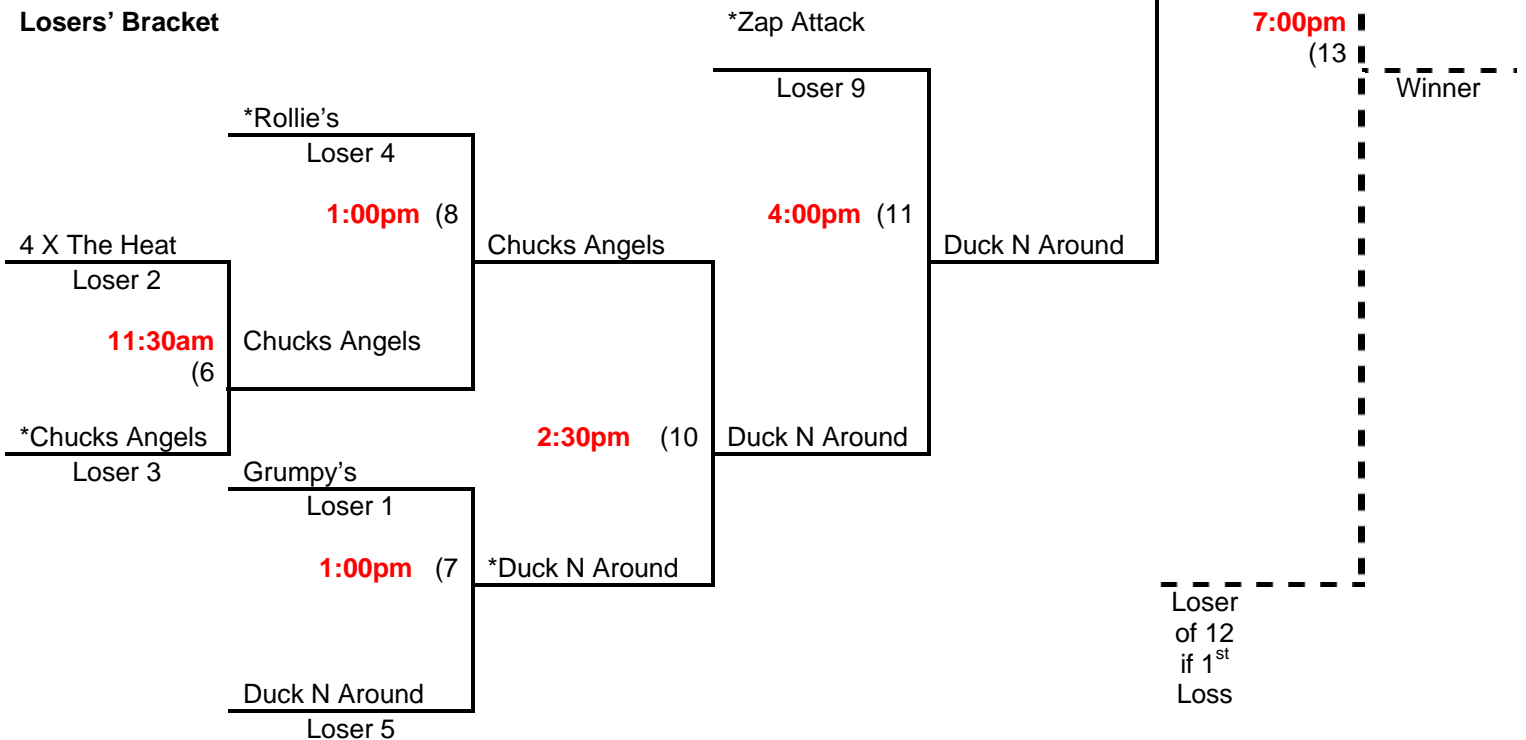 Losers’ Bracket
*Zap Attack
7:00pm
(13
Loser 9
Winner
*Rollie’s
Loser 4
1:00pm (8
4:00pm (11
4 X The Heat
Loser 2
Chucks Angels
Duck N Around
11:30am
(6
Chucks Angels
*Chucks Angels
Loser 3
2:30pm (10
Duck N Around
Grumpy’s
Loser 1
1:00pm (7
*Duck N Around
Loser
of 12
if 1st
Loss
Duck N Around
Loser 5